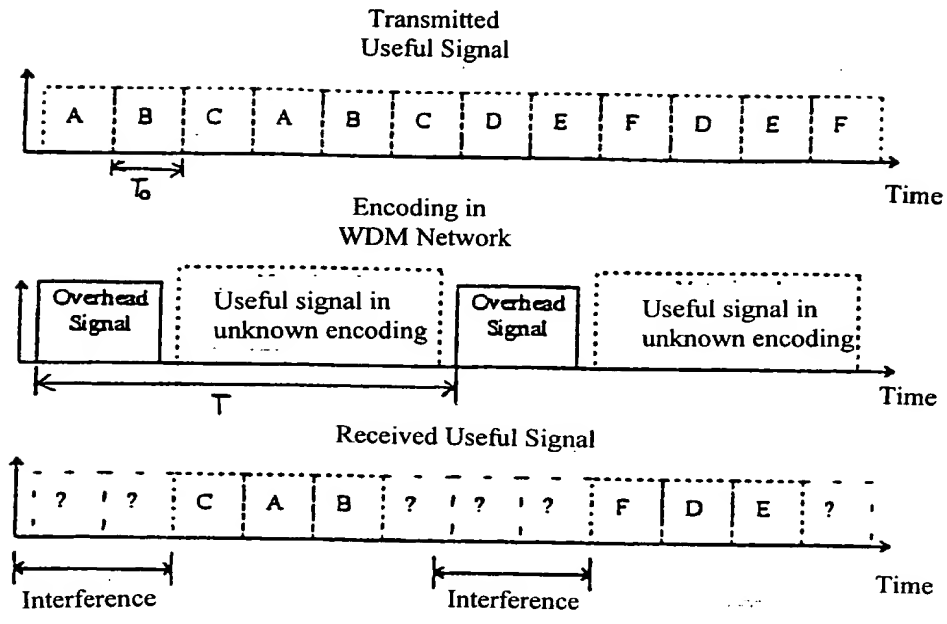 Transmitted
Useful Signal
A B C A B C D E F D E F
T₀
Time
Encoding in
WDM Network
Overhead
Signal
Useful signal in
unknown encoding
Overhead
Signal
Useful signal in
unknown encoding
T
Time
Received Useful Signal
? ? C A B ? ? ? F D E ?
Interference
Interference
Time